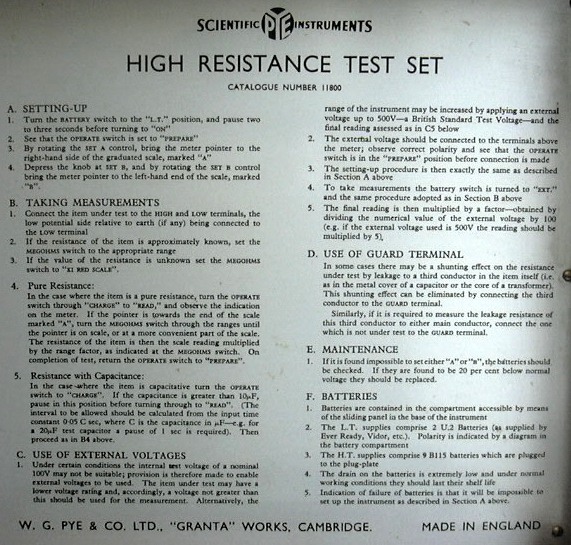 SCIENTIFIC PYE INSTRUMENTS
HIGH RESISTANCE TEST SET
CATALOGUE NUMBER 11800
A. SETTING-UP
1. Turn the BATTERY switch to the "L.T." position, and pause two
to three seconds before turning to "ON"
2. See that the OPERATE switch is set to "PREPARE"
3. By rotating the SET A control, bring the meter pointer to the
right-hand side of the graduated scale, marked "A"
4. Depress the knob at SET B, and by rotating the SET B control
bring the meter pointer to the left-hand end of the scale, marked
"B".
B. TAKING MEASUREMENTS
1. Connect the item under test to the HIGH and LOW terminals, the
low potential side relative to earth (if any) being connected to
the LOW terminal
2. If the resistance of the item is approximately known, set the
MEGOHMS switch to the appropriate range
3. If the value of the resistance is unknown set the MEGOHMS
switch to "X1 RED SCALE".
4. Pure Resistance:
In the case where the item is a pure resistance, turn the OPERATE
switch through "CHARGE" to "READ," and observe the indication
on the meter. If the pointer is towards the end of the scale
marked "A", turn the MEGOHMS switch through the ranges until
the pointer is on scale, or at a more convenient part of the scale.
The resistance of the item is then the scale reading multiplied
by the range factor, as indicated at the MEGOHMS switch. On
completion of test, return the OPERATE switch to "PREPARE".
5. Resistance with Capacitance:
In the case where the item is capacitative turn the OPERATE
switch to "CHARGE". If the capacitance is greater than 10μF,
pause in this position before turning through to "READ". (The
interval to be allowed should be calculated from the input time
constant 0·05 C sec, where C is the capacitance in μF—e.g. for
a 20μF test capacitor a pause of 1 sec is required). Then
proceed as in B4 above.
C. USE OF EXTERNAL VOLTAGES
1. Under certain conditions the internal test voltage of a nominal
100V may not be suitable; provision is therefore made to enable
external voltages to be used. The item under test may have a
lower voltage rating and, accordingly, a voltage not greater than
this should be used for the measurement. Alternatively, the
range of the instrument may be increased by applying an external
voltage up to 500V—a British Standard Test Voltage—and the
final reading assessed as in C5 below
2. The external voltage should be connected to the terminals above
the meter; observe correct polarity and see that the OPERATE
switch is in the "PREPARE" position before connection is made
3. The setting-up procedure is then exactly the same as described
in Section A above
4. To take measurements the battery switch is turned to "EXT."
and the same procedure adopted as in Section B above
5. The final reading is then multiplied by a factor—obtained by
dividing the numerical value of the external voltage by 100
(e.g. if the external voltage used is 500V the reading should be
multiplied by 5),
D. USE OF GUARD TERMINAL
In some cases there may be a shunting effect on the resistance
under test by leakage to a third conductor in the item itself (i.e.
as in the metal cover of a capacitor or the core of a transformer).
This shunting effect can be eliminated by connecting the third
conductor to the GUARD terminal.
Similarly, if it is required to measure the leakage resistance of
this third conductor to either main conductor, connect the one
which is not under test to the GUARD terminal.
E. MAINTENANCE
1. If it is found impossible to set either "A" or "B", the batteries should
be checked. If they are found to be 20 per cent below normal
voltage they should be replaced.
F. BATTERIES
1. Batteries are contained in the compartment accessible by means
of the sliding panel in the base of the instrument
2. The L.T. supplies comprise 2 U.2 Batteries (as supplied by
Ever Ready, Vidor, etc.). Polarity is indicated by a diagram in
the battery compartment
3. The H.T. supplies comprise 9 B115 batteries which are plugged
to the plug-plate
4. The drain on the batteries is extremely low and under normal
working conditions they should last their shelf life
5. Indication of failure of batteries is that it will be impossible to
set up the instrument as described in Section A above.
W. G. PYE & CO. LTD., "GRANTA" WORKS, CAMBRIDGE. MADE IN ENGLAND